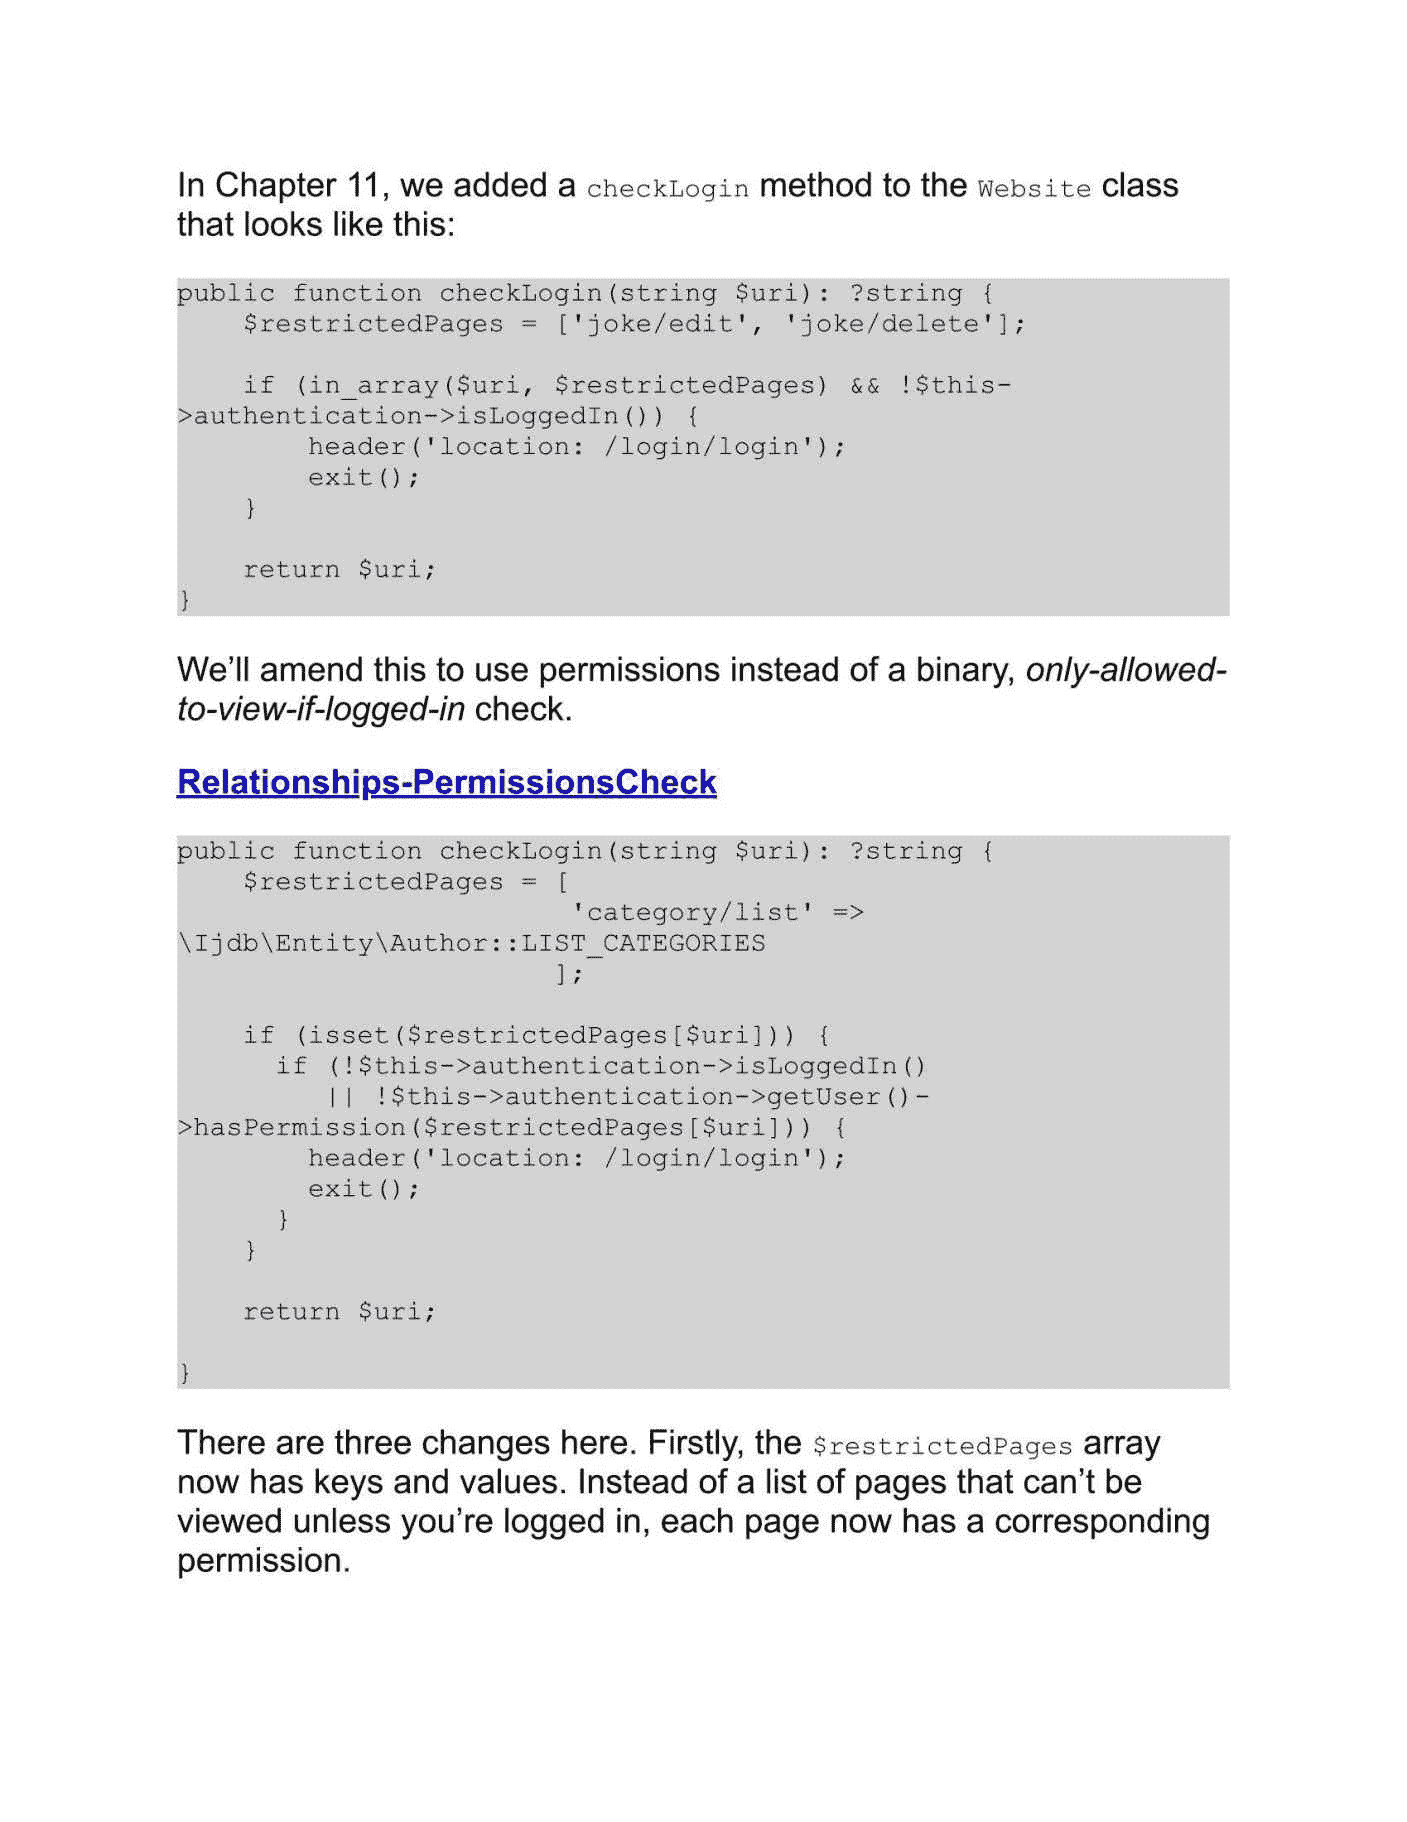 In Chapter 11, we added a checkLogin method to the Website class
that looks like this:
public function checkLogin(string $uri): ?string {
    $restrictedPages = ['joke/edit', 'joke/delete'];

    if (in_array($uri, $restrictedPages) && !$this-
>authentication->isLoggedIn()) {
        header('location: /login/login');
        exit();
    }

    return $uri;
}
We’ll amend this to use permissions instead of a binary, only-allowed-
to-view-if-logged-in check.
Relationships-PermissionsCheck
public function checkLogin(string $uri): ?string {
    $restrictedPages = [
                        'category/list' =>
\Ijdb\Entity\Author::LIST_CATEGORIES
                       ];

    if (isset($restrictedPages[$uri])) {
      if (!$this->authentication->isLoggedIn()
         || !$this->authentication->getUser()-
>hasPermission($restrictedPages[$uri])) {
        header('location: /login/login');
        exit();
      }
    }

    return $uri;

}
There are three changes here. Firstly, the $restrictedPages array
now has keys and values. Instead of a list of pages that can’t be
viewed unless you’re logged in, each page now has a corresponding
permission.